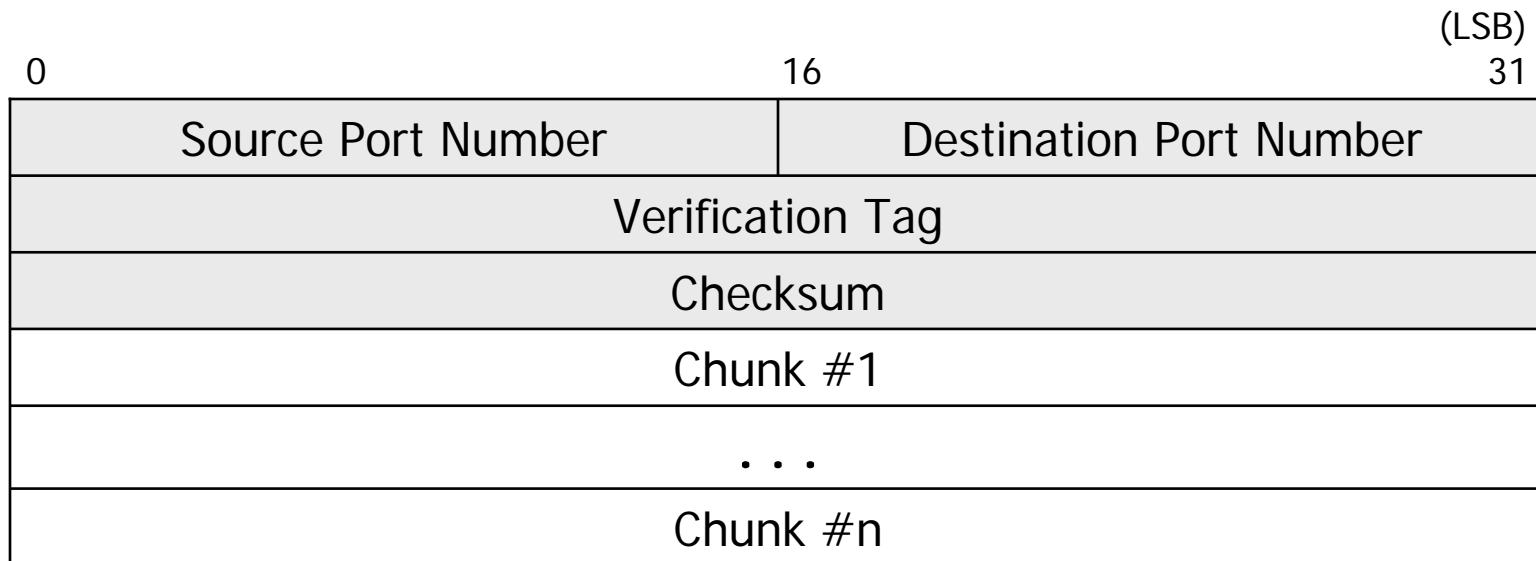 (LSB)
0 16 31
Source Port Number Destination Port Number
Verification Tag
Checksum
Chunk #1
...
Chunk #n